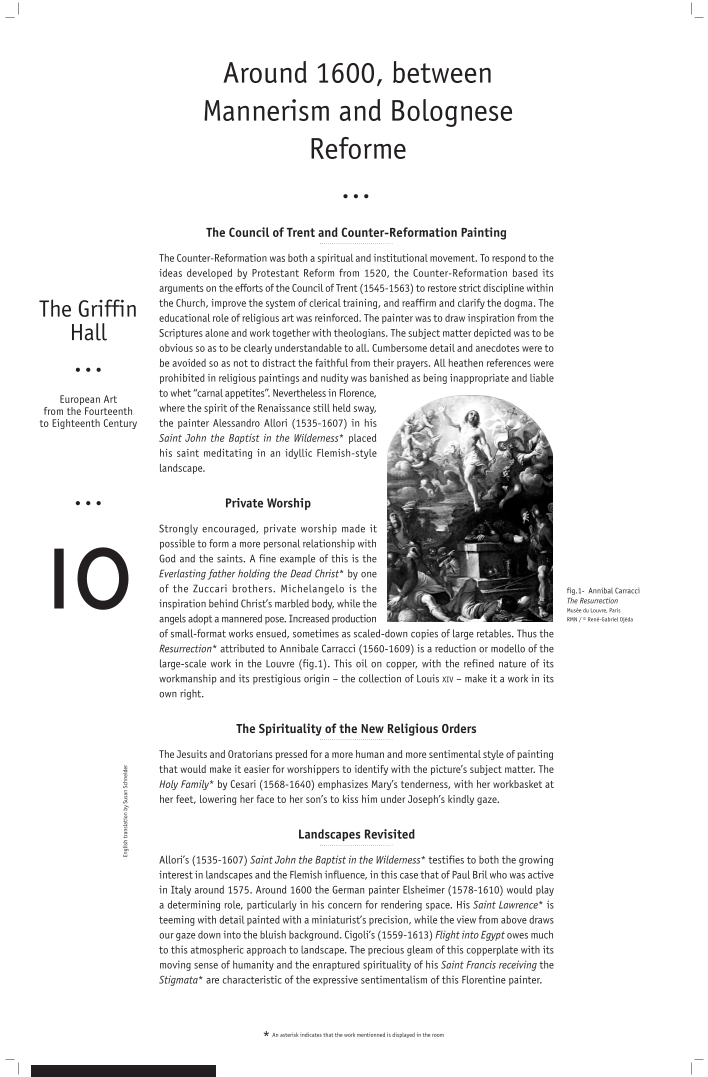 Around 1600, between
Mannerism and Bolognese
Reforme
•••
The Griffin
Hall
•••
European Art
from the Fourteenth
to Eighteenth Century
•••
10
English translation by Susan Schneider
The Council of Trent and Counter-Reformation Painting
The Counter-Reformation was both a spiritual and institutional movement. To respond to the
ideas developed by Protestant Reform from 1520, the Counter-Reformation based its
arguments on the efforts of the Council of Trent (1545-1563) to restore strict discipline within
the Church, improve the system of clerical training, and reaffirm and clarify the dogma. The
educational role of religious art was reinforced. The painter was to draw inspiration from the
Scriptures alone and work together with theologians. The subject matter depicted was to be
obvious so as to be clearly understandable to all. Cumbersome detail and anecdotes were to
be avoided so as not to distract the faithful from their prayers. All heathen references were
prohibited in religious paintings and nudity was banished as being inappropriate and liable
to whet “carnal appetites”. Nevertheless in Florence,
where the spirit of the Renaissance still held sway,
the painter Alessandro Allori (1535-1607) in his
Saint John the Baptist in the Wilderness* placed
his saint meditating in an idyllic Flemish-style
landscape.
Private Worship
Strongly encouraged, private worship made it
possible to form a more personal relationship with
God and the saints. A fine example of this is the
Everlasting father holding the Dead Christ* by one
of the Zuccari brothers. Michelangelo is the
inspiration behind Christ’s marbled body, while the
angels adopt a mannered pose. Increased production
of small-format works ensued, sometimes as scaled-down copies of large retables. Thus the
Resurrection* attributed to Annibale Carracci (1560-1609) is a reduction or modello of the
large-scale work in the Louvre (fig.1). This oil on copper, with the refined nature of its
workmanship and its prestigious origin – the collection of Louis XIV – make it a work in its
own right.
fig.1- Annibal Carracci
The Resurrection
Musée du Louvre, Paris
RMN / © René-Gabriel Ojéda
The Spirituality of the New Religious Orders
The Jesuits and Oratorians pressed for a more human and more sentimental style of painting
that would make it easier for worshippers to identify with the picture’s subject matter. The
Holy Family* by Cesari (1568-1640) emphasizes Mary’s tenderness, with her workbasket at
her feet, lowering her face to her son’s to kiss him under Joseph’s kindly gaze.
Landscapes Revisited
Allori’s (1535-1607) Saint John the Baptist in the Wilderness* testifies to both the growing
interest in landscapes and the Flemish influence, in this case that of Paul Bril who was active
in Italy around 1575. Around 1600 the German painter Elsheimer (1578-1610) would play
a determining role, particularly in his concern for rendering space. His Saint Lawrence* is
teeming with detail painted with a miniaturist’s precision, while the view from above draws
our gaze down into the bluish background. Cigoli’s (1559-1613) Flight into Egypt owes much
to this atmospheric approach to landscape. The precious gleam of this copperplate with its
moving sense of humanity and the enraptured spirituality of his Saint Francis receiving the
Stigmata* are characteristic of the expressive sentimentalism of this Florentine painter.
* An asterisk indicates that the work mentionned is displayed in the room